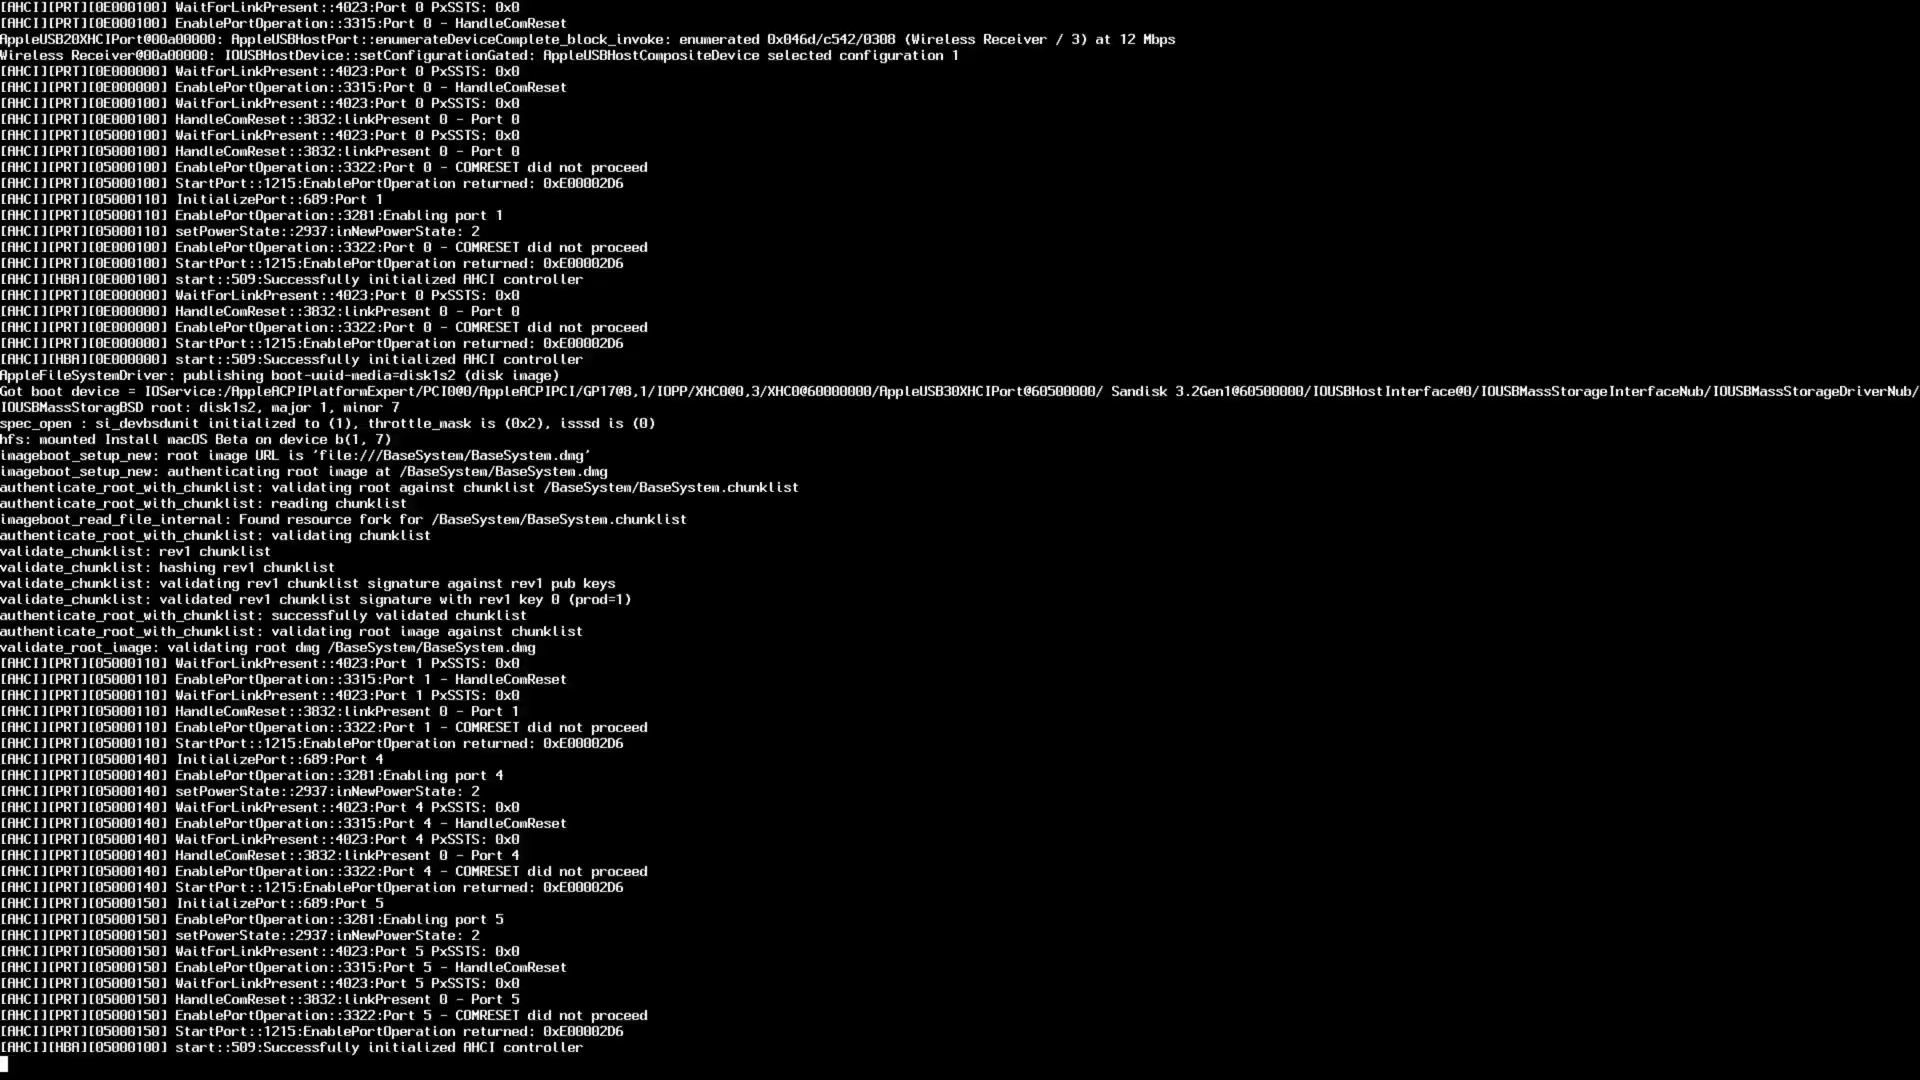 [AHCI][PRT][0E000100] WaitForLinkPresent::4023:Port 0 PxSSTS: 0x0
[AHCI][PRT][0E000100] EnablePortOperation::3315:Port 0 - HandleComReset
AppleUSB20XHCIPort@00a00000: AppleUSBHostPort::enumerateDeviceComplete_block_invoke: enumerated 0x046d/c542/0308 (Wireless Receiver / 3) at 12 Mbps
Wireless Receiver@00a00000: IOUSBHostDevice::setConfigurationGated: AppleUSBHostCompositeDevice selected configuration 1
[AHCI][PRT][0E000000] WaitForLinkPresent::4023:Port 0 PxSSTS: 0x0
[AHCI][PRT][0E000000] EnablePortOperation::3315:Port 0 - HandleComReset
[AHCI][PRT][0E000100] WaitForLinkPresent::4023:Port 0 PxSSTS: 0x0
[AHCI][PRT][0E000100] HandleComReset::3832:linkPresent 0 - Port 0
[AHCI][PRT][05000100] WaitForLinkPresent::4023:Port 0 PxSSTS: 0x0
[AHCI][PRT][05000100] HandleComReset::3832:linkPresent 0 - Port 0
[AHCI][PRT][05000100] EnablePortOperation::3322:Port 0 - COMRESET did not proceed
[AHCI][PRT][05000100] StartPort::1215:EnablePortOperation returned: 0xE00002D6
[AHCI][PRT][05000110] InitializePort::689:Port 1
[AHCI][PRT][05000110] EnablePortOperation::3281:Enabling port 1
[AHCI][PRT][05000110] setPowerState::2937:inNewPowerState: 2
[AHCI][PRT][0E000100] EnablePortOperation::3322:Port 0 - COMRESET did not proceed
[AHCI][PRT][0E000100] StartPort::1215:EnablePortOperation returned: 0xE00002D6
[AHCI][HBA][0E000100] start::509:Successfully initialized AHCI controller
[AHCI][PRT][0E000000] WaitForLinkPresent::4023:Port 0 PxSSTS: 0x0
[AHCI][PRT][0E000000] HandleComReset::3832:linkPresent 0 - Port 0
[AHCI][PRT][0E000000] EnablePortOperation::3322:Port 0 - COMRESET did not proceed
[AHCI][PRT][0E000000] StartPort::1215:EnablePortOperation returned: 0xE00002D6
[AHCI][HBA][0E000000] start::509:Successfully initialized AHCI controller
AppleFileSystemDriver: publishing boot-uuid-media=disk1s2 (disk image)
Got boot device = IOService:/AppleACPIPlatformExpert/PCI0@0/AppleACPIPCI/GP17@8,1/IOPP/XHC0@0,3/XHC0@60000000/AppleUSB30XHCIPort@60500000/ Sandisk 3.2Gen1@60500000/IOUSBHostInterface@0/IOUSBMassStorageInterfaceNub/IOUSBMassStorageDriverNub/
IOUSBMassStoragBSD root: disk1s2, major 1, minor 7
spec_open : si_devbsdunit initialized to (1), throttle_mask is (0x2), isssd is (0)
hfs: mounted Install macOS Beta on device b(1, 7)
imageboot_setup_new: root image URL is 'file:///BaseSystem/BaseSystem.dmg'
imageboot_setup_new: authenticating root image at /BaseSystem/BaseSystem.dmg
authenticate_root_with_chunklist: validating root against chunklist /BaseSystem/BaseSystem.chunklist
authenticate_root_with_chunklist: reading chunklist
imageboot_read_file_internal: Found resource fork for /BaseSystem/BaseSystem.chunklist
authenticate_root_with_chunklist: validating chunklist
validate_chunklist: rev1 chunklist
validate_chunklist: hashing rev1 chunklist
validate_chunklist: validating rev1 chunklist signature against rev1 pub keys
validate_chunklist: validated rev1 chunklist signature with rev1 key 0 (prod=1)
authenticate_root_with_chunklist: successfully validated chunklist
authenticate_root_with_chunklist: validating root image against chunklist
validate_root_image: validating root dmg /BaseSystem/BaseSystem.dmg
[AHCI][PRT][05000110] WaitForLinkPresent::4023:Port 1 PxSSTS: 0x0
[AHCI][PRT][05000110] EnablePortOperation::3315:Port 1 - HandleComReset
[AHCI][PRT][05000110] WaitForLinkPresent::4023:Port 1 PxSSTS: 0x0
[AHCI][PRT][05000110] HandleComReset::3832:linkPresent 0 - Port 1
[AHCI][PRT][05000110] EnablePortOperation::3322:Port 1 - COMRESET did not proceed
[AHCI][PRT][05000110] StartPort::1215:EnablePortOperation returned: 0xE00002D6
[AHCI][PRT][05000140] InitializePort::689:Port 4
[AHCI][PRT][05000140] EnablePortOperation::3281:Enabling port 4
[AHCI][PRT][05000140] setPowerState::2937:inNewPowerState: 2
[AHCI][PRT][05000140] WaitForLinkPresent::4023:Port 4 PxSSTS: 0x0
[AHCI][PRT][05000140] EnablePortOperation::3315:Port 4 - HandleComReset
[AHCI][PRT][05000140] WaitForLinkPresent::4023:Port 4 PxSSTS: 0x0
[AHCI][PRT][05000140] HandleComReset::3832:linkPresent 0 - Port 4
[AHCI][PRT][05000140] EnablePortOperation::3322:Port 4 - COMRESET did not proceed
[AHCI][PRT][05000140] StartPort::1215:EnablePortOperation returned: 0xE00002D6
[AHCI][PRT][05000150] InitializePort::689:Port 5
[AHCI][PRT][05000150] EnablePortOperation::3281:Enabling port 5
[AHCI][PRT][05000150] setPowerState::2937:inNewPowerState: 2
[AHCI][PRT][05000150] WaitForLinkPresent::4023:Port 5 PxSSTS: 0x0
[AHCI][PRT][05000150] EnablePortOperation::3315:Port 5 - HandleComReset
[AHCI][PRT][05000150] WaitForLinkPresent::4023:Port 5 PxSSTS: 0x0
[AHCI][PRT][05000150] HandleComReset::3832:linkPresent 0 - Port 5
[AHCI][PRT][05000150] EnablePortOperation::3322:Port 5 - COMRESET did not proceed
[AHCI][PRT][05000150] StartPort::1215:EnablePortOperation returned: 0xE00002D6
[AHCI][HBA][05000100] start::509:Successfully initialized AHCI controller